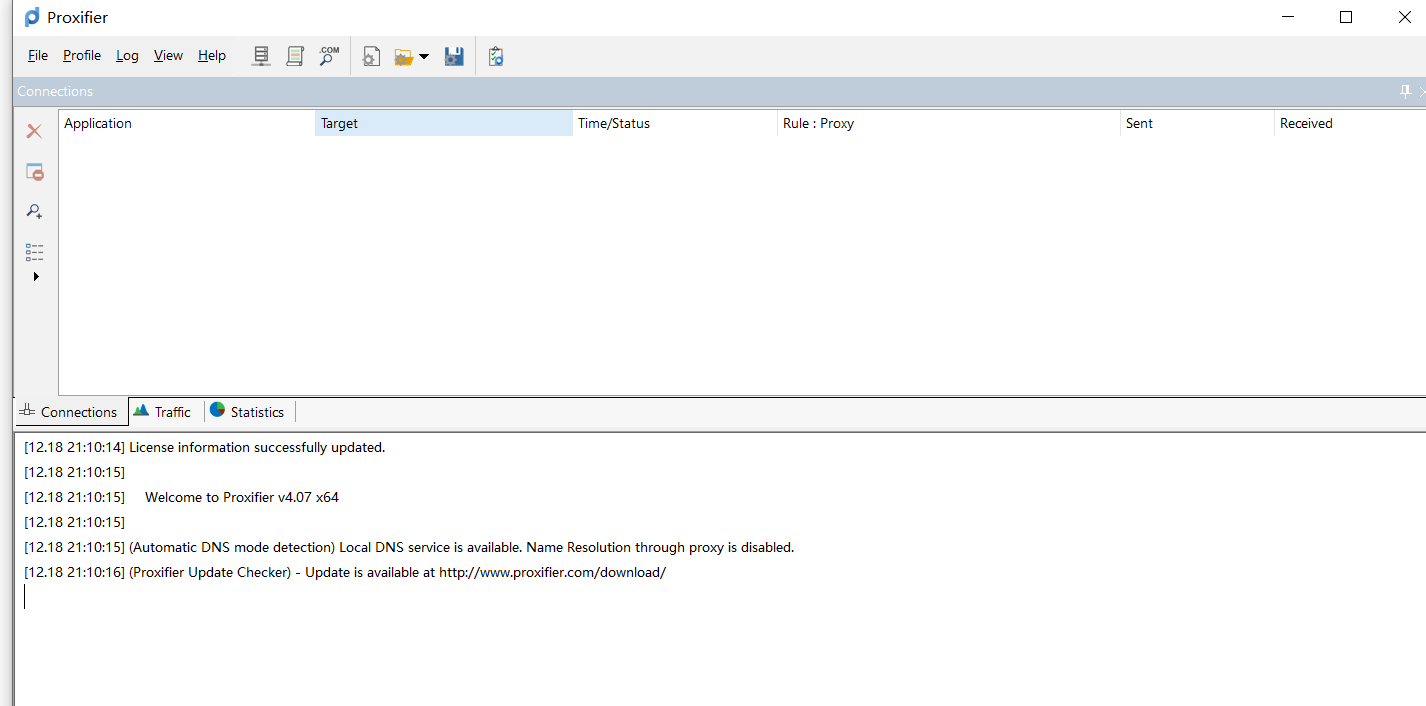 Proxifier
File Profile Log View Help .COM
Connections
Application Target Time/Status Rule : Proxy Sent Received
Connections Traffic Statistics
[12.18 21:10:14] License information successfully updated.
[12.18 21:10:15]
[12.18 21:10:15] Welcome to Proxifier v4.07 x64
[12.18 21:10:15]
[12.18 21:10:15] (Automatic DNS mode detection) Local DNS service is available. Name Resolution through proxy is disabled.
[12.18 21:10:16] (Proxifier Update Checker) - Update is available at http://www.proxifier.com/download/